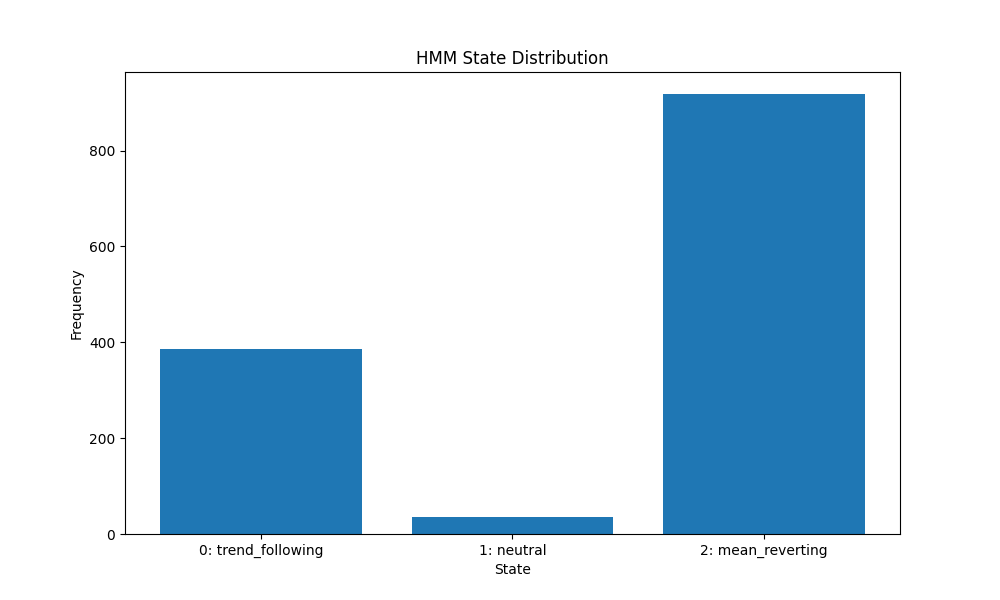 HMM State Distribution
Frequency
800
600
400
200
0
0: trend_following
1: neutral
2: mean_reverting
State